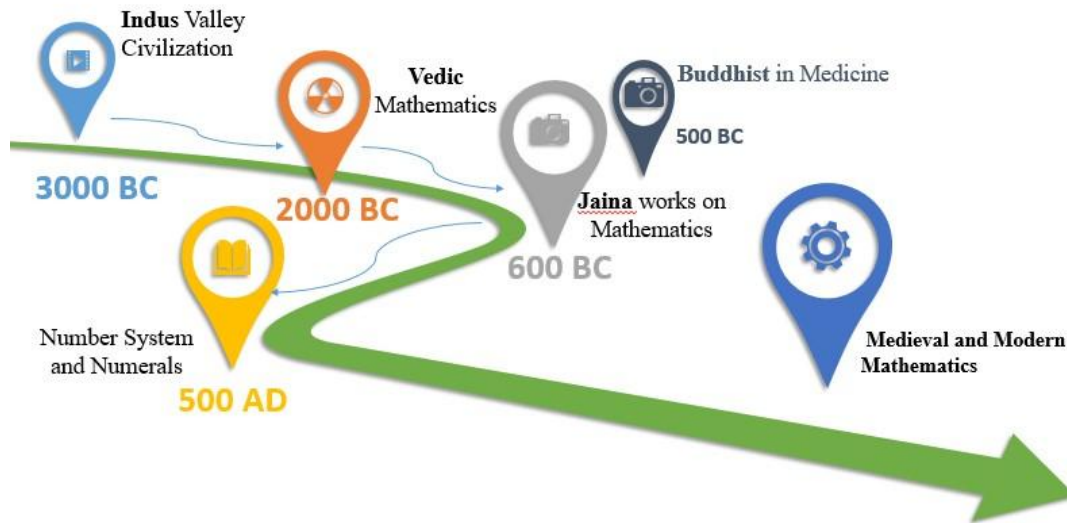 Indus Valley
Civilization
3000 BC
Vedic
Mathematics
2000 BC
Jaina works on
Mathematics
600 BC
Buddhist in Medicine
500 BC
Number System
and Numerals
500 AD
Medieval and Modern
Mathematics